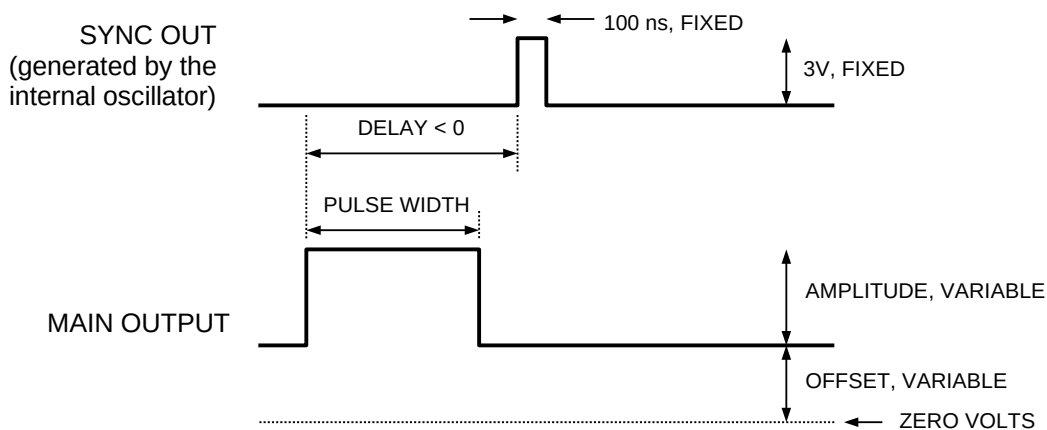 100 ns, FIXED
SYNC OUT
(generated by the
internal oscillator)
3V, FIXED
DELAY < 0
PULSE WIDTH
AMPLITUDE, VARIABLE
MAIN OUTPUT
OFFSET, VARIABLE
ZERO VOLTS